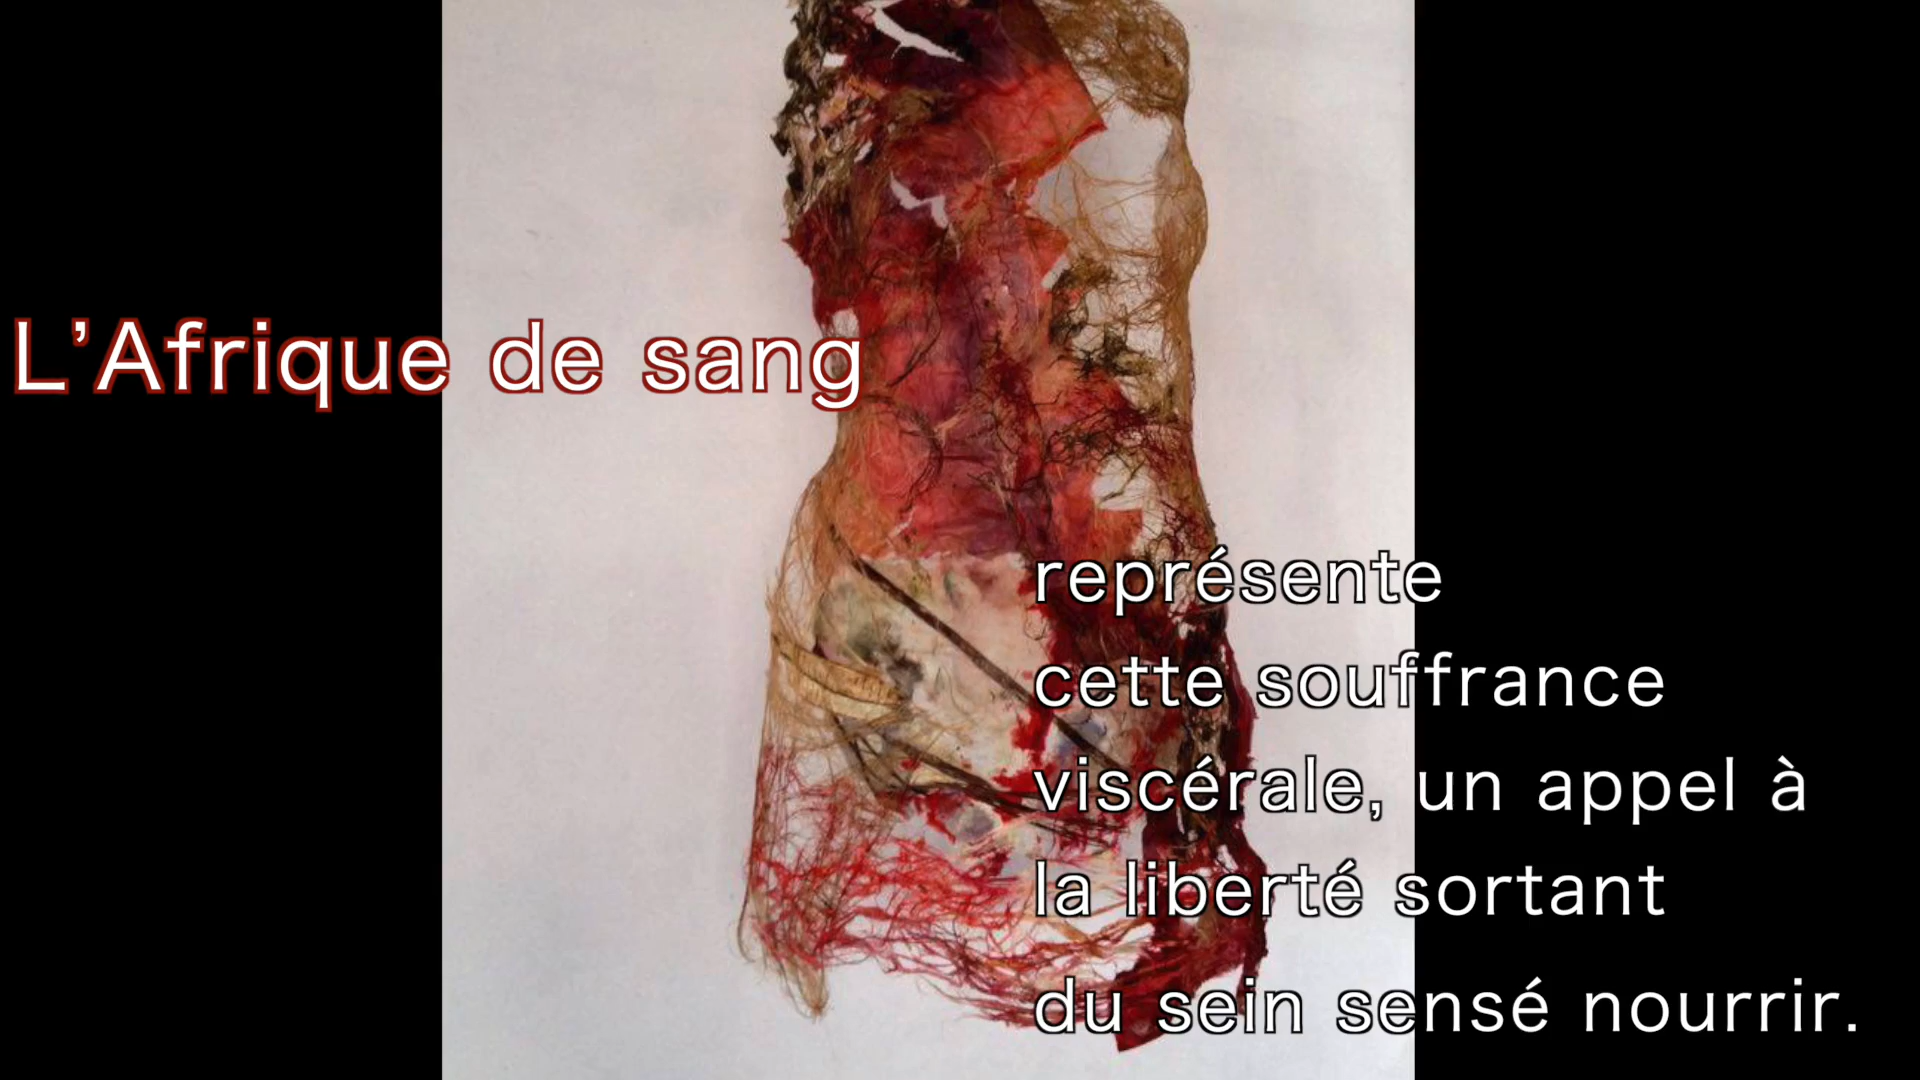 L’Afrique de sang
représente
cette souffrance
viscérale, un appel à
la liberté sortant
du sein sensé nourrir.